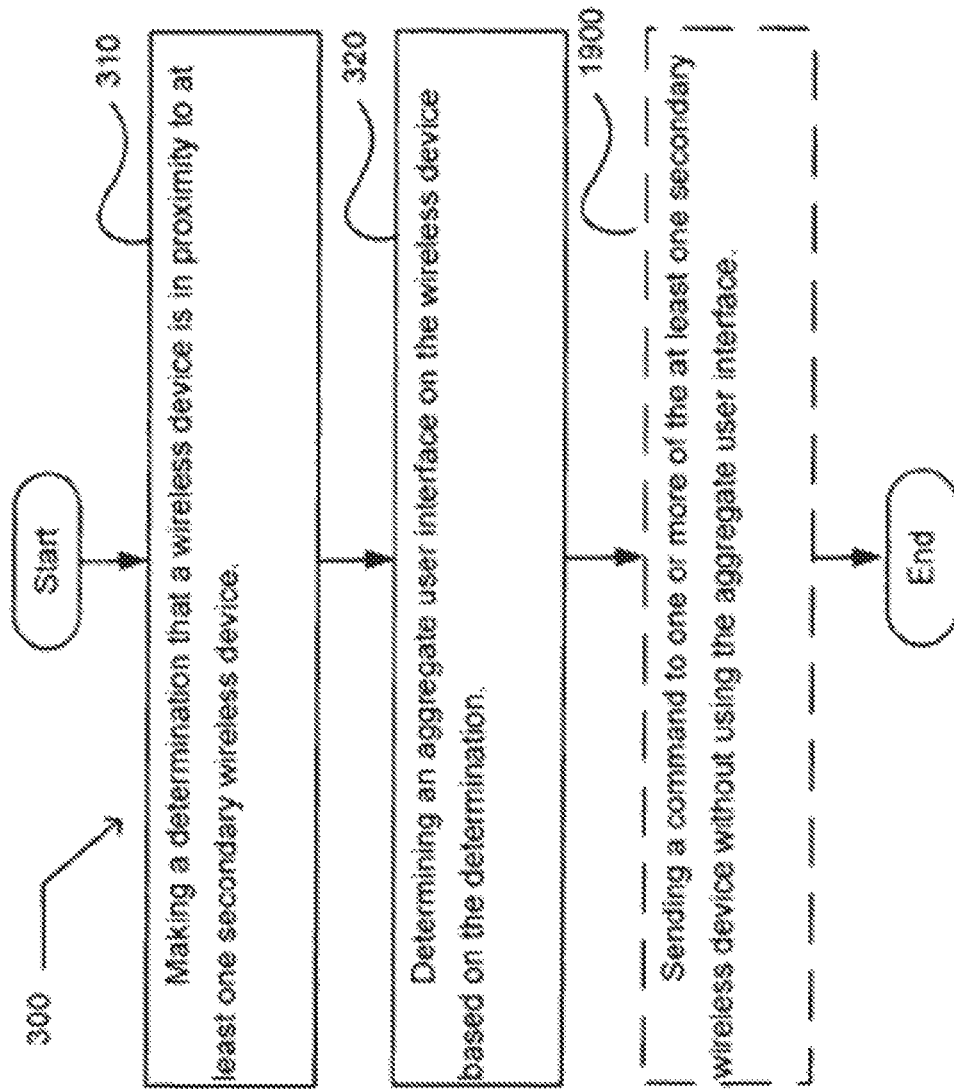 300
Start
310
Making a determination that a wireless device is in proximity to at
least one secondary wireless device.
320
Determining an aggregate user interface on the wireless device
based on the determination.
1900
Sending a command to one or more of the at least one secondary
wireless device without using the aggregate user interface.
End